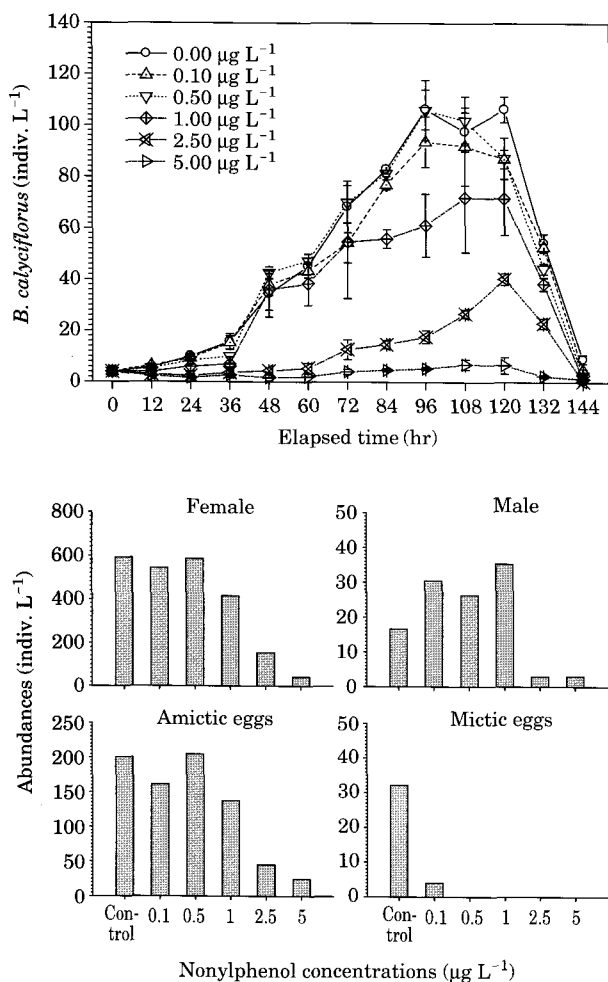 140
120
100
80
60
40
20
0
B. calyciflorus (indiv. L⁻¹)
0.00 µg L⁻¹
0.10 µg L⁻¹
0.50 µg L⁻¹
1.00 µg L⁻¹
2.50 µg L⁻¹
5.00 µg L⁻¹
0 12 24 36 48 60 72 84 96 108 120 132 144
Elapsed time (hr)
Abundances (indiv. L⁻¹)
Female
800
600
400
200
0
Male
50
40
30
20
10
0
Amictic eggs
250
200
150
100
50
0
Con-
trol 0.1 0.5 1 2.5 5
Mictic eggs
50
40
30
20
10
0
Con-
trol 0.1 0.5 1 2.5 5
Nonylphenol concentrations (µg L⁻¹)